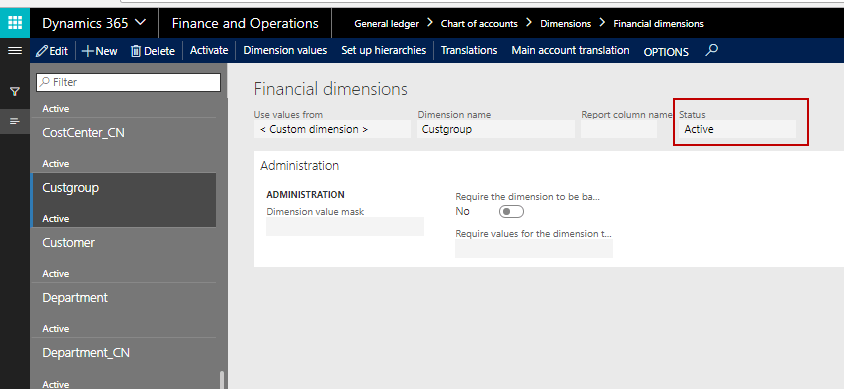 Dynamics 365 Finance and Operations General ledger > Chart of accounts > Dimensions > Financial dimensions
Edit +New Delete Activate Dimension values Set up hierarchies Translations Main account translation OPTIONS
Filter
Active
CostCenter_CN
Active
Custgroup
Active
Customer
Active
Department
Active
Department_CN
Active
Financial dimensions
Use values from Dimension name Report column name Status
< Custom dimension > Custgroup Active
Administration
ADMINISTRATION
Dimension value mask
Require the dimension to be ba...
No
Require values for the dimension t...